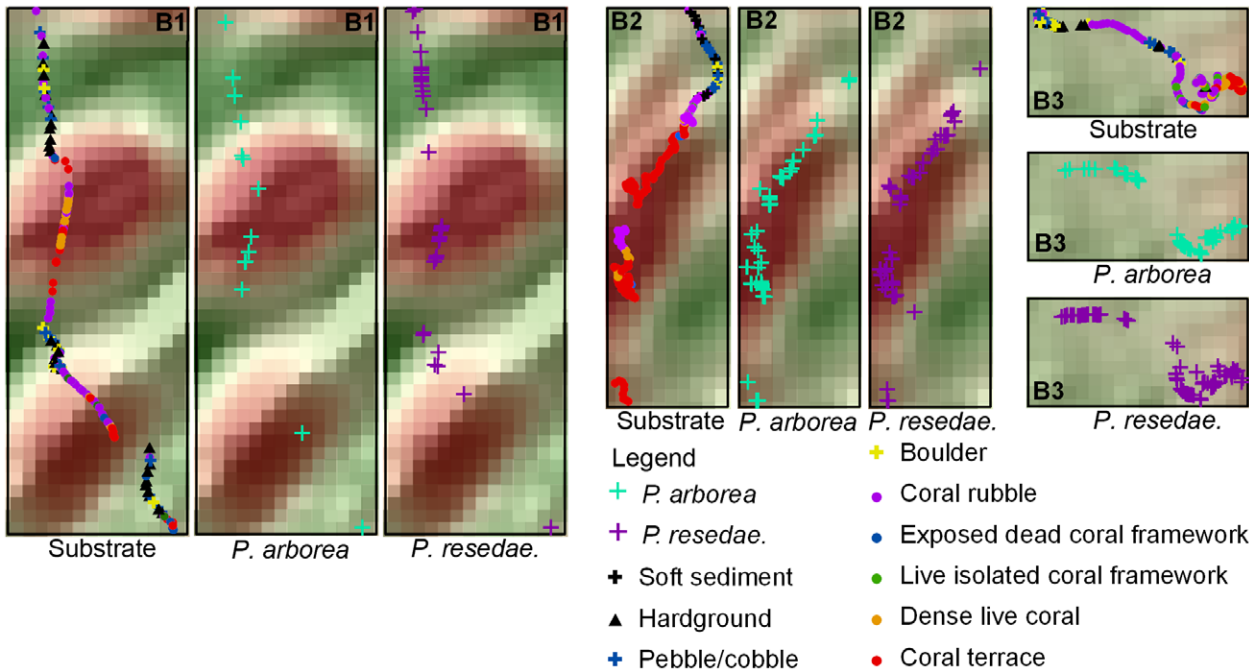 B1
B1
B1
B2
B2
B2
B3
Substrate
B3
P. arborea
B3
P. resedae.
Substrate
P. arborea
P. resedae.
Substrate
P. arborea
P. resedae.
Legend
P. arborea
P. resedae.
Soft sediment
Hardground
Pebble/cobble
Boulder
Coral rubble
Exposed dead coral framework
Live isolated coral framework
Dense live coral
Coral terrace